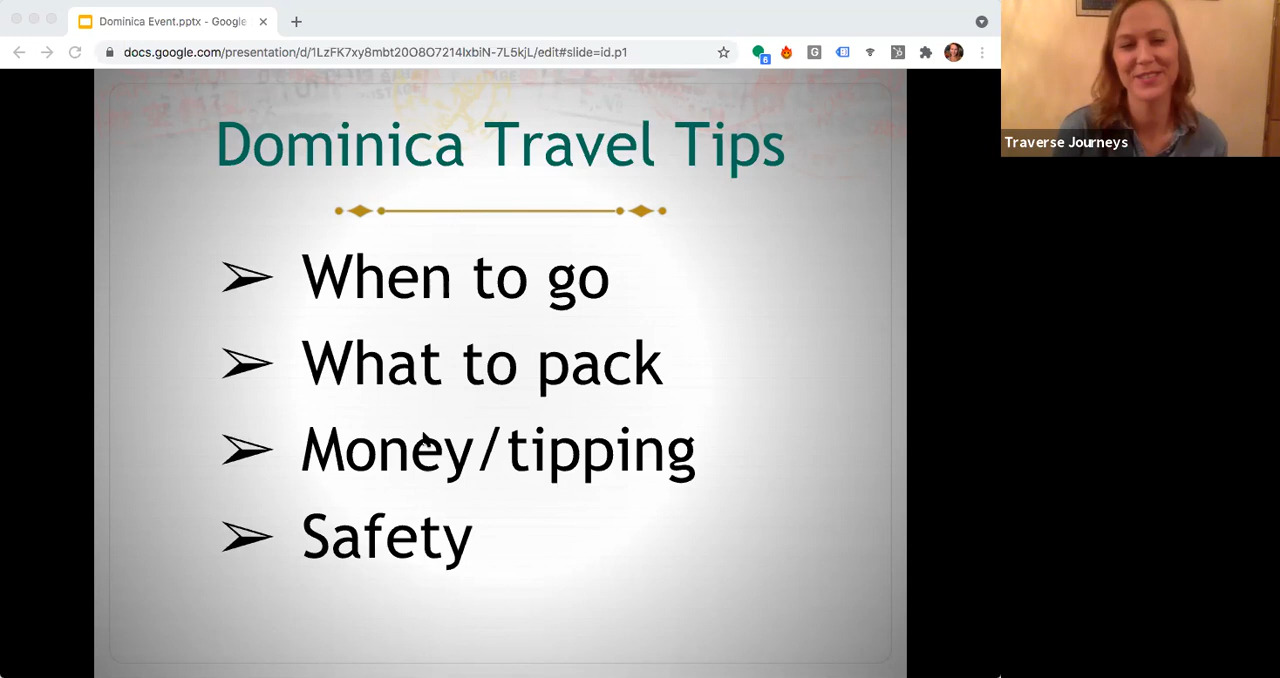 Dominica Event.pptx - Google
docs.google.com/presentation/d/1LzFK7xy8mbt20O8O7214IxbiN-7L5kjL/edit#slide=id.p1
6
G
Traverse Journeys
Dominica Travel Tips
➢ When to go
➢ What to pack
➢ Money/tipping
➢ Safety